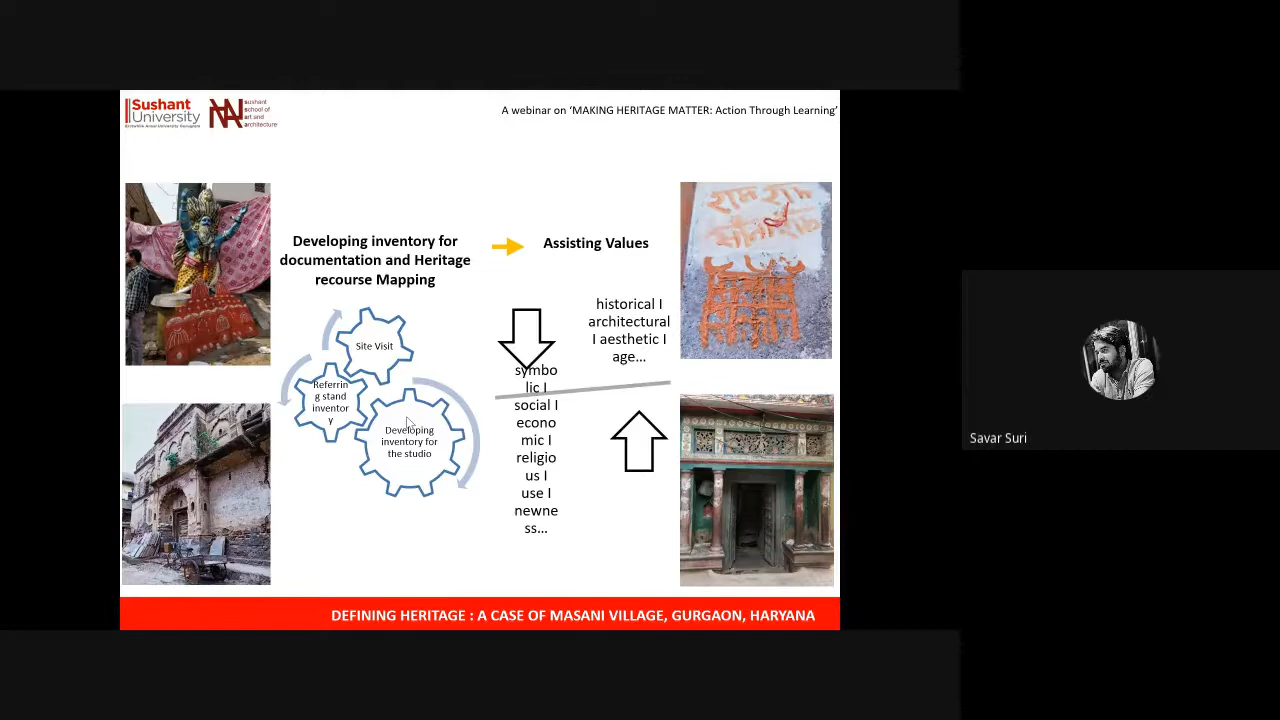 Sushant
University
sushant
school of
art and
architecture
A webinar on ‘MAKING HERITAGE MATTER: Action Through Learning’
Developing inventory for
documentation and Heritage
recourse Mapping
Assisting Values
Site Visit
Referrin
g stand
inventor
y
Developing
inventory for
the studio
historical I
architectural
I aesthetic I
age…
symbo
lic I
social I
econo
mic I
religio
us I
use I
newne
ss…
राम राम
DEFINING HERITAGE : A CASE OF MASANI VILLAGE, GURGAON, HARYANA
Savar Suri